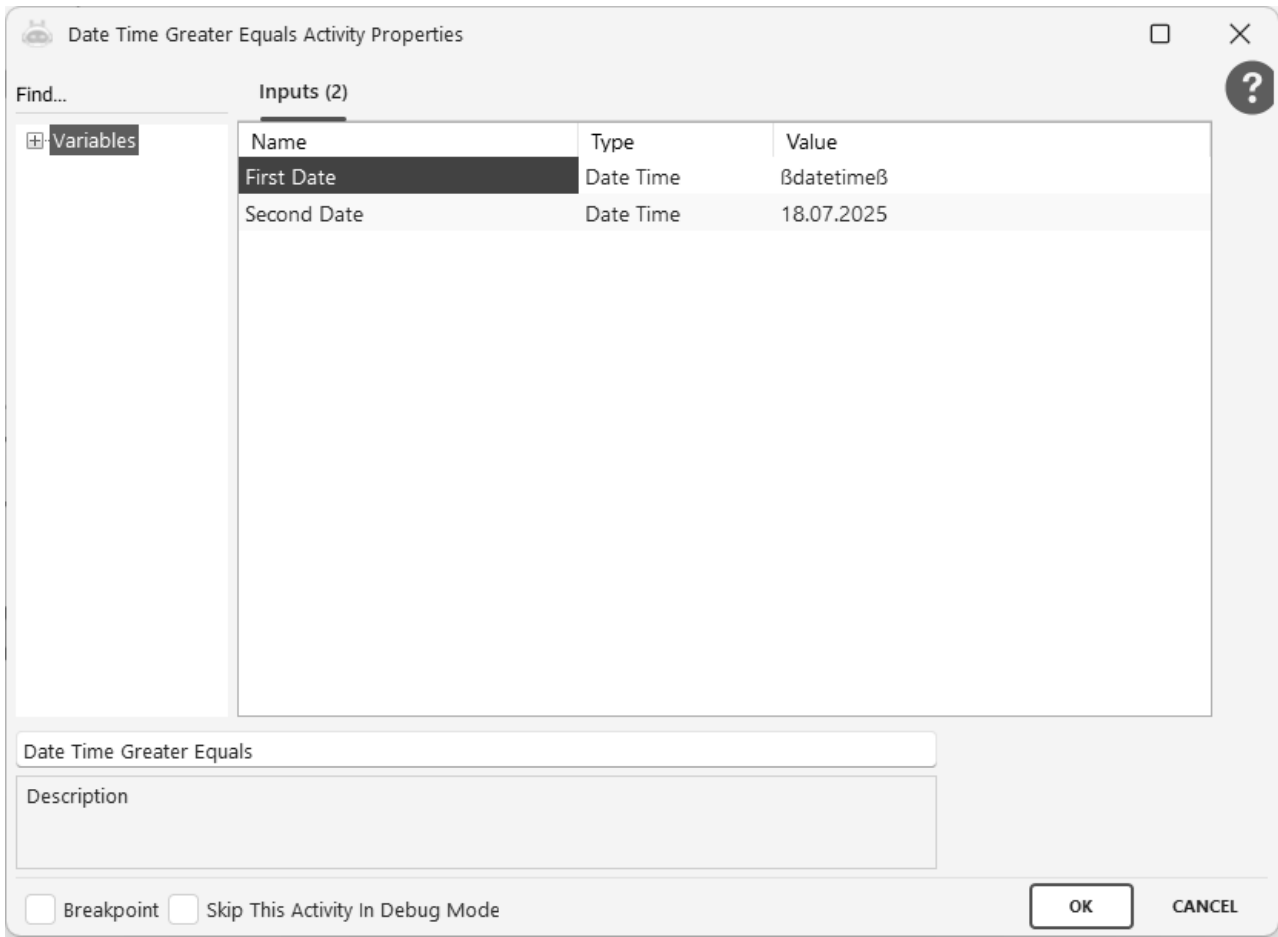 Date Time Greater Equals Activity Properties
?
Find...
Inputs (2)
Variables
Name Type Value
First Date Date Time ßdatetimeß
Second Date Date Time 18.07.2025
Date Time Greater Equals
Description
Breakpoint Skip This Activity In Debug Mode OK CANCEL